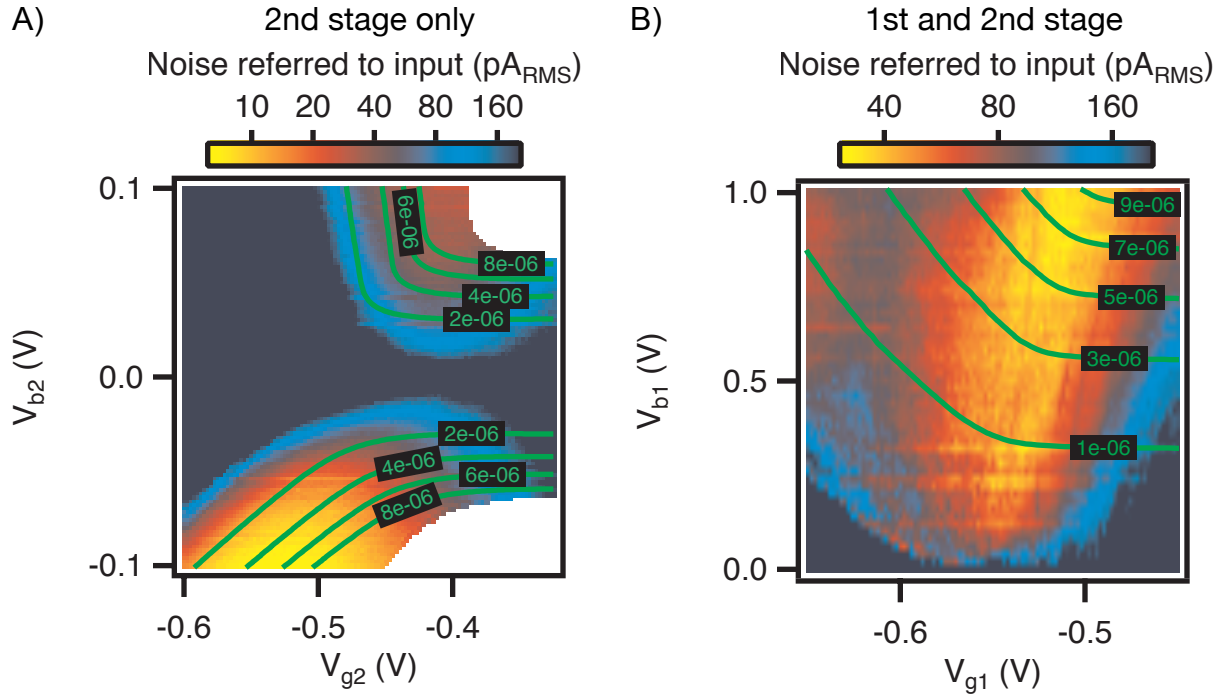 A)
2nd stage only
Noise referred to input (pA_RMS)
10 20 40 80 160
0.1
0.0
-0.1
V_b2 (V)
6e-06
8e-06
4e-06
2e-06
2e-06
4e-06
6e-06
8e-06
-0.6 -0.5 -0.4
V_g2 (V)
B)
1st and 2nd stage
Noise referred to input (pA_RMS)
40 80 160
1.0
0.5
0.0
V_b1 (V)
9e-06
7e-06
5e-06
3e-06
1e-06
-0.6 -0.5
V_g1 (V)